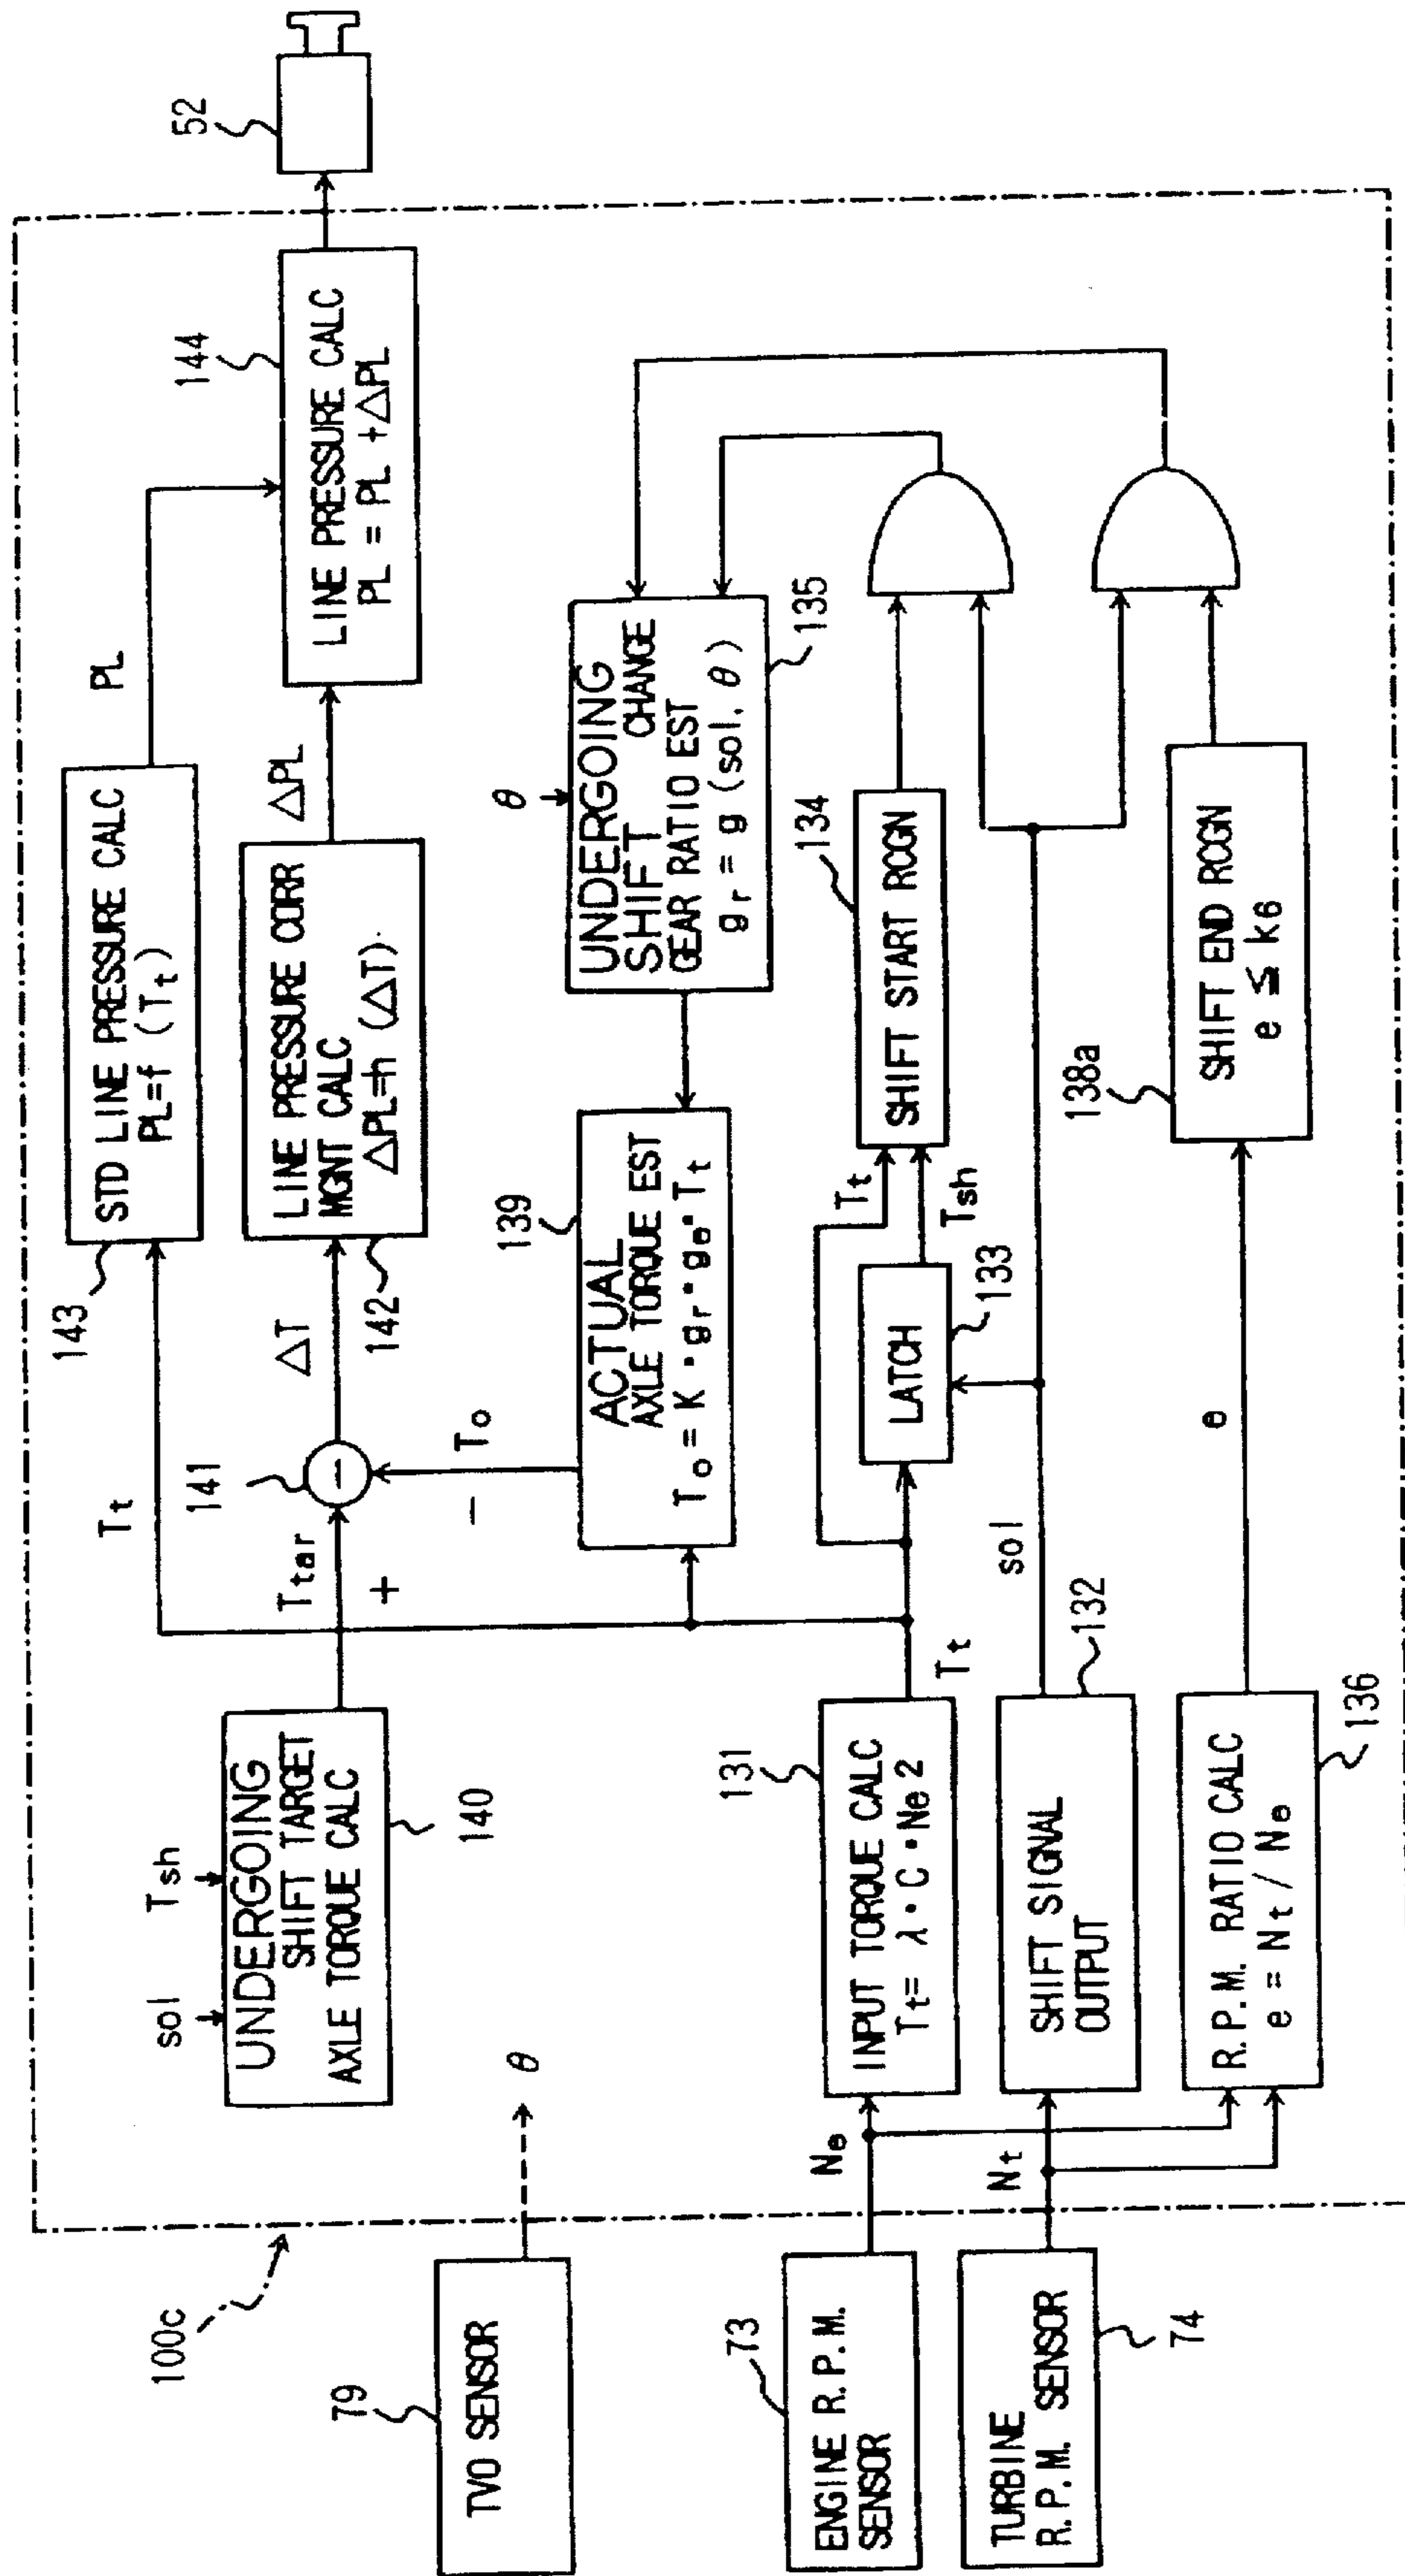 100c
79
TVO SENSOR
θ
73
ENGINE R.P.M.
SENSOR
TURBINE
R.P.M. SENSOR
74
Ne
Nt
sol
Tsh
UNDERGOING
SHIFT TARGET
AXLE TORQUE CALC
140
131
INPUT TORQUE CALC
Tt= λ・C・Ne2
Tt
SHIFT SIGNAL
OUTPUT
132
sol
R.P.M. RATIO CALC
e = Nt / Ne
136
e
Tt
Ttar
+
141
-
-
To
ΔT
143
STD LINE PRESSURE CALC
PL=f (Tt)
PL
LINE PRESSURE CORR
MGNT CALC
ΔPL=h (ΔT)
142
ΔPL
139
ACTUAL
AXLE TORQUE EST
To = K・gr・ge・Tt
LATCH
133
Tt
Tsh
134
SHIFT START RCGN
138a
SHIFT END RCGN
e ≦ k6
θ
UNDERGOING
SHIFT CHANGE
GEAR RATIO EST
gr = g (sol, θ)
135
144
LINE PRESSURE CALC
PL = PL +ΔPL
52